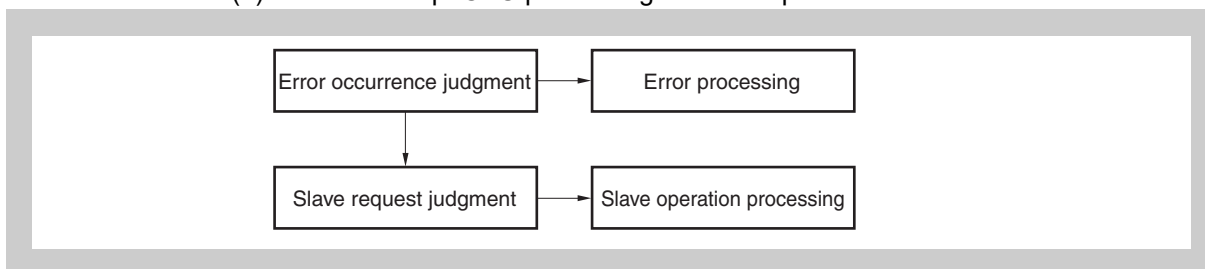 Error occurrence judgment
Error processing
Slave request judgment
Slave operation processing